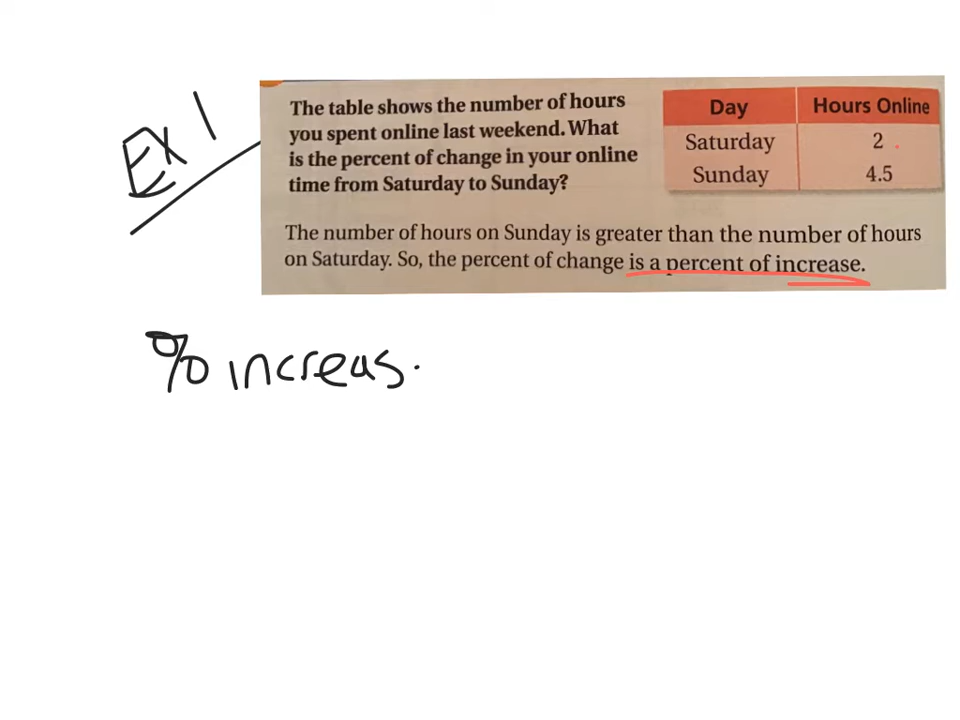 Ex 1
The table shows the number of hours
you spent online last weekend. What
is the percent of change in your online
time from Saturday to Sunday?
Day Hours Online
Saturday 2
Sunday 4.5
The number of hours on Sunday is greater than the number of hours
on Saturday. So, the percent of change is a percent of increase.
% increas.